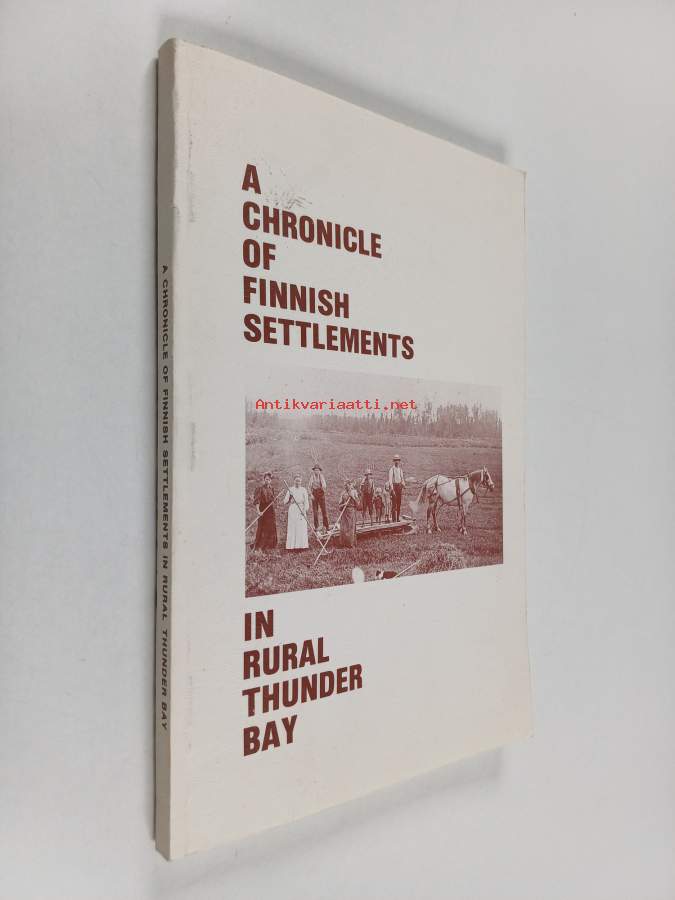 A
CHRONICLE
OF
FINNISH
SETTLEMENTS
Antikvariaatti.net
IN
RURAL
THUNDER
BAY
A CHRONICLE OF FINNISH SETTLEMENTS IN RURAL THUNDER BAY